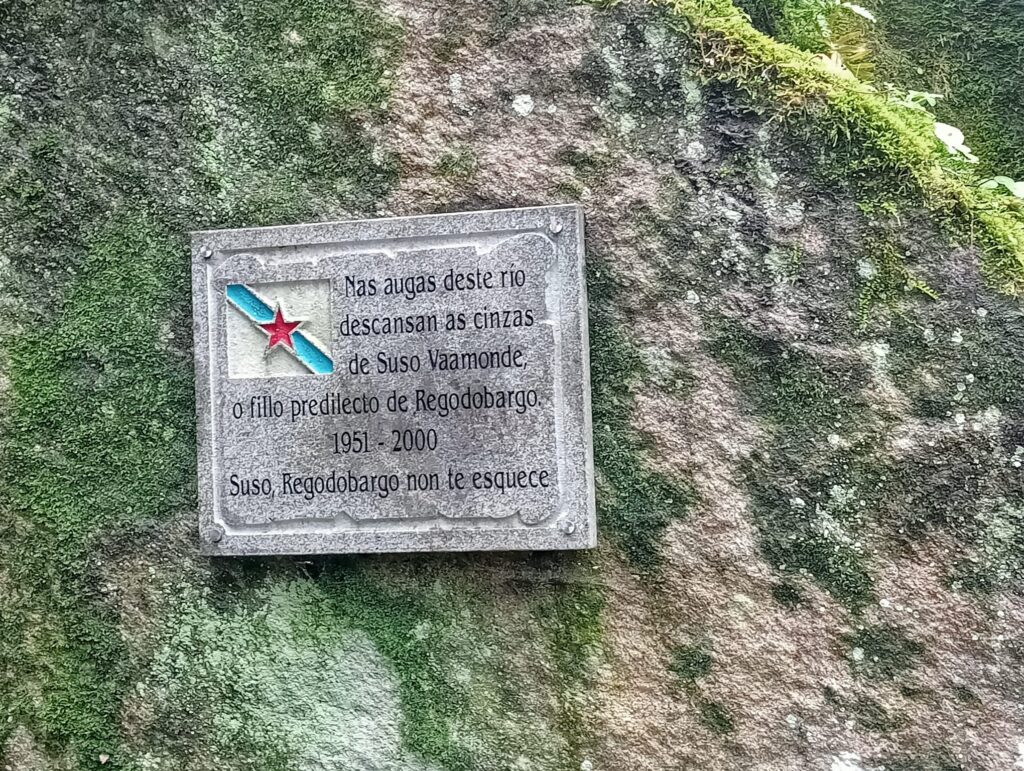 Nas augas deste río
descansan as cinzas
de Suso Vaamonde,
o fillo predilecto de Regodobargo.
1951 - 2000
Suso, Regodobargo non te esquece